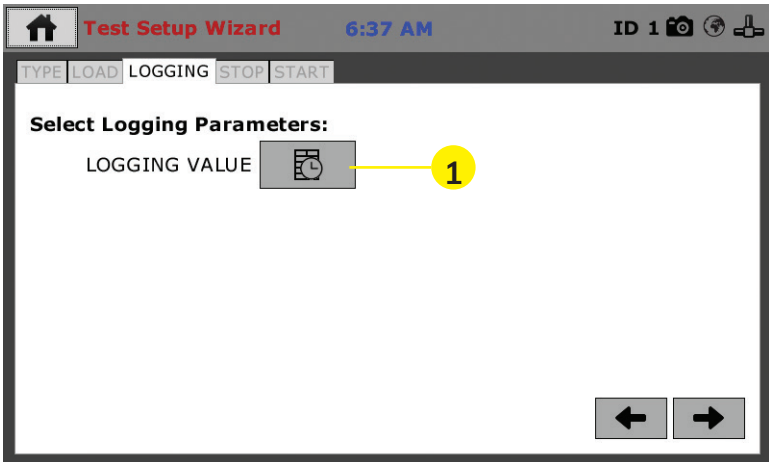 Test Setup Wizard 6:37 AM ID 1
TYPE LOAD LOGGING STOP START
Select Logging Parameters:
LOGGING VALUE 1